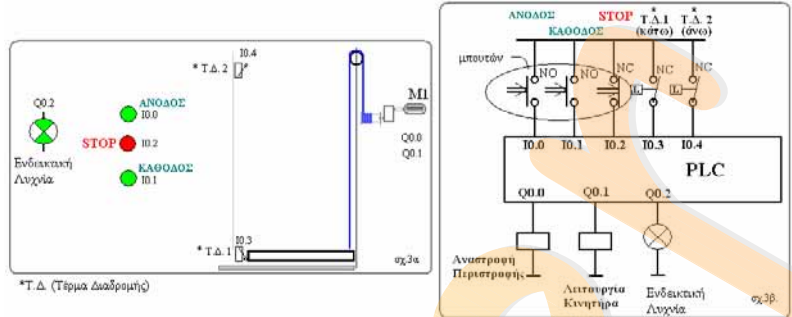 I0.4
* Τ.Δ. 2
Q0.2
ΑΝΟΔΟΣ
I0.0
STOP
I0.2
ΚΑΘΟΔΟΣ
I0.1
Ενδεικτική
Λυχνία
M1
Q0.0
Q0.1
I0.3
* Τ.Δ. 1
σχ3α
*Τ.Δ. (Τέρμα Διαδρομής)
ΑΝΟΔΟΣ
STOP
* Τ.Δ.1
(κάτω)
* Τ.Δ. 2
(άνω)
ΚΑΘΟΔΟΣ
μπουτόν
NO NO NC NC NC
L L
I0.0 I0.1 I0.2 I0.3 I0.4
PLC
Q0.0 Q0.1 Q0.2
Αναστροφή
Περιστροφής
Λειτουργία
Κινητήρα
Ενδεικτική
Λυχνία
σχ3β.